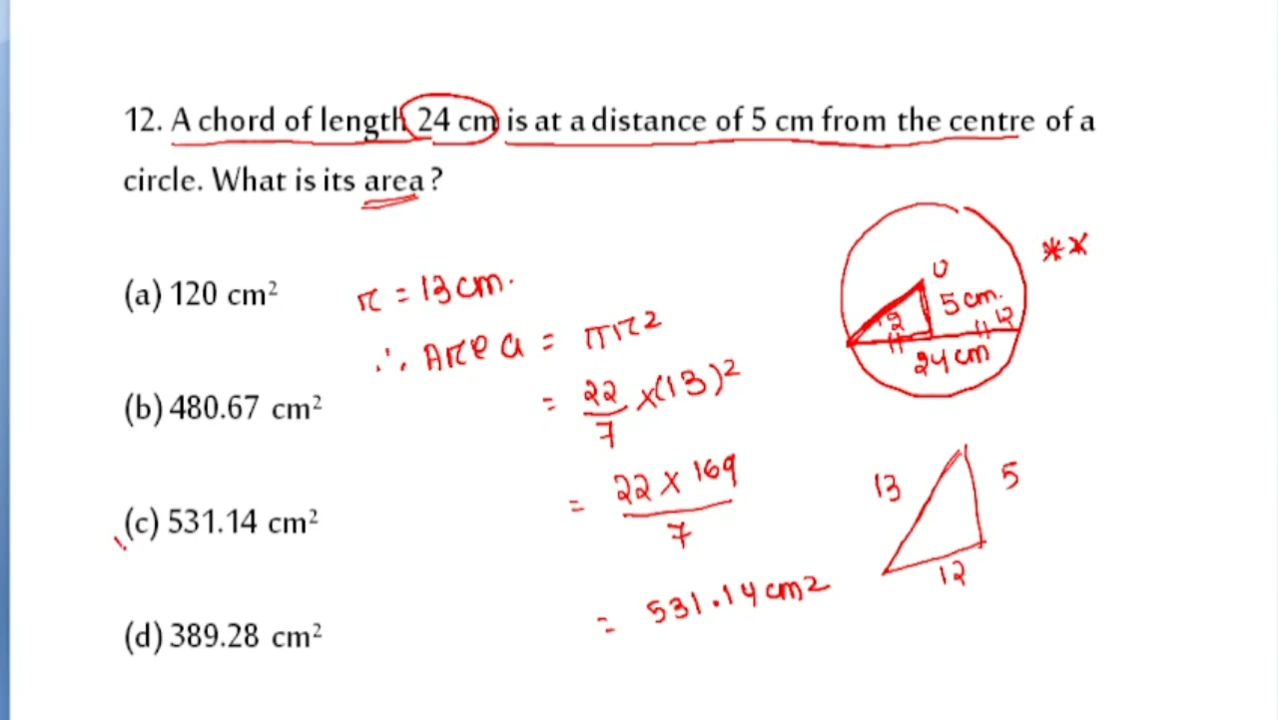 12. A chord of length 24 cm is at a distance of 5 cm from the centre of a
circle. What is its area?
(a) 120 cm²
r = 13 cm.
∴ Area = πr²
(b) 480.67 cm²
= 22/7 × (13)²
(c) 531.14 cm²
= 22 × 169 / 7
(d) 389.28 cm²
= 531.14 cm²
**
O
5 cm.
12
12
24 cm
13
5
12